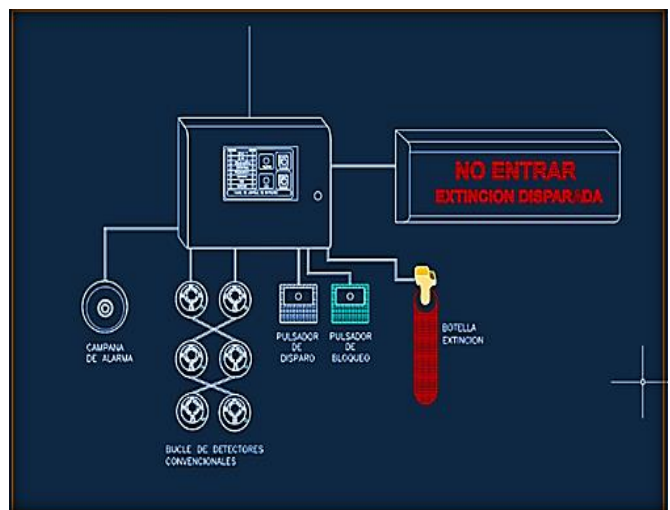 NO ENTRAR
EXTINCION DISPARADA
CAMPANA
DE ALARMA
PULSADOR
DE
DISPARO
PULSADOR
DE
BLOQUEO
BOTELLA
EXTINCION
BUCLE DE DETECTORES
CONVENCIONALES